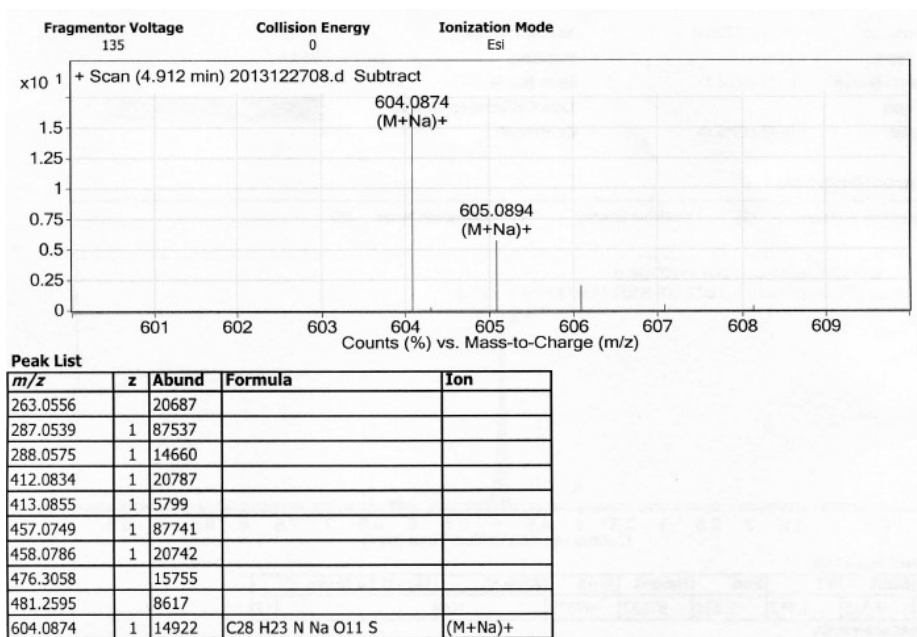 Fragmentor Voltage Collision Energy Ionization Mode
135 0 Esi
x10 1 + Scan (4.912 min) 2013122708.d Subtract
604.0874
(M+Na)+
1.5
1.25
1
605.0894
0.75
(M+Na)+
0.5
0.25
0
601 602 603 604 605 606 607 608 609
Counts (%) vs. Mass-to-Charge (m/z)
Peak List
m/z z Abund Formula Ion
263.0556 20687
287.0539 1 87537
288.0575 1 14660
412.0834 1 20787
413.0855 1 5799
457.0749 1 87741
458.0786 1 20742
476.3058 15755
481.2595 8617
604.0874 1 14922 C28 H23 N Na O11 S (M+Na)+